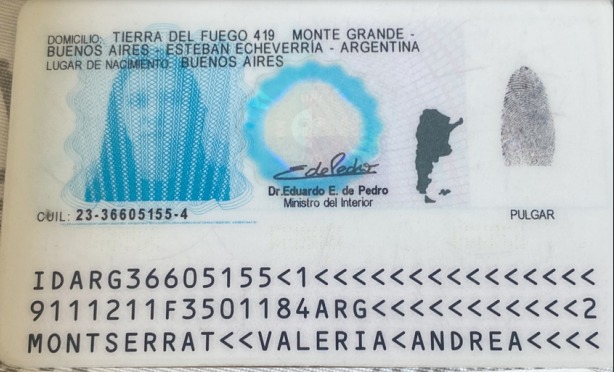 DOMICILIO: TIERRA DEL FUEGO 419 MONTE GRANDE -
BUENOS AIRES - ESTEBAN ECHEVERRÍA - ARGENTINA
LUGAR DE NACIMIENTO: BUENOS AIRES
EdePedro
Dr.Eduardo E. de Pedro
Ministro del Interior
CUIL: 23-36605155-4
PULGAR
IDARG36605155<1<<<<<<<<<<<<<<<
9111211F3501184ARG<<<<<<<<<<<2
MONTSERRAT<<VALERIA<ANDREA<<<<